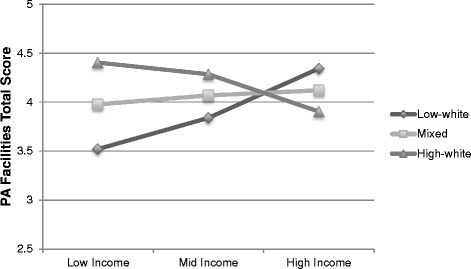 PA Facilities Total Score
5
4.5
4
3.5
3
2.5
Low Income
Mid Income
High Income
Low-white
Mixed
High-white